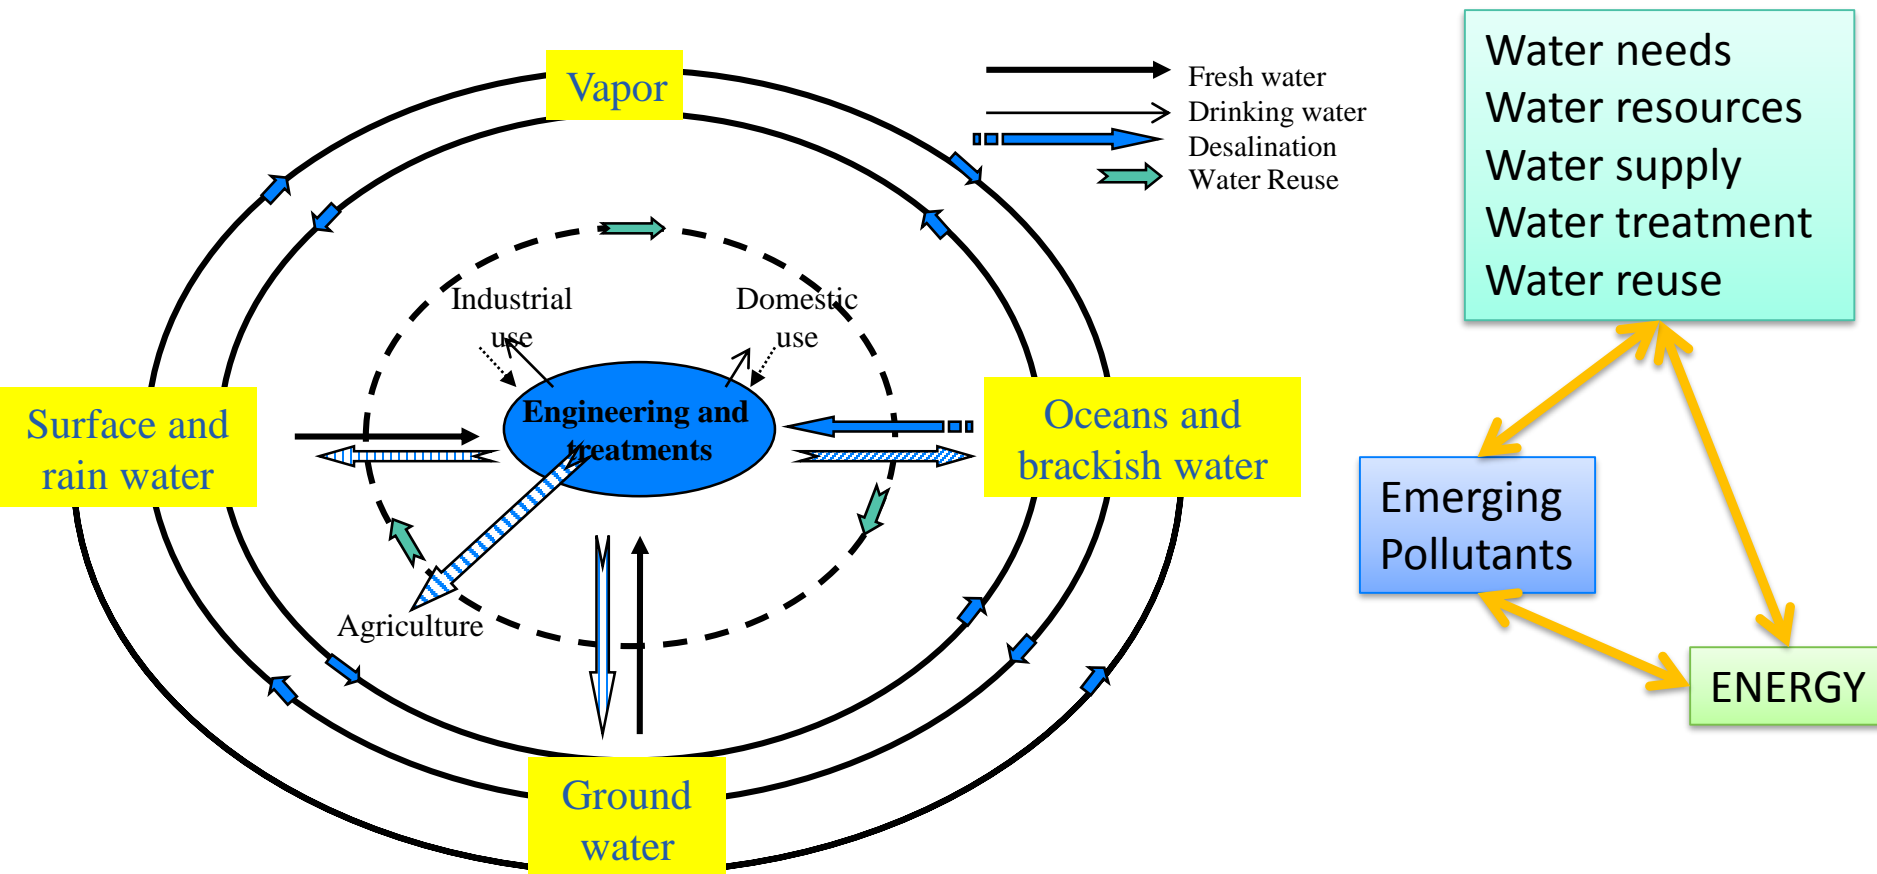 Vapor
Fresh water
Drinking water
Desalination
Water Reuse
Industrial
use
Domestic
use
Engineering and
treatments
Surface and
rain water
Oceans and
brackish water
Agriculture
Ground
water
Water needs
Water resources
Water supply
Water treatment
Water reuse
Emerging
Pollutants
ENERGY